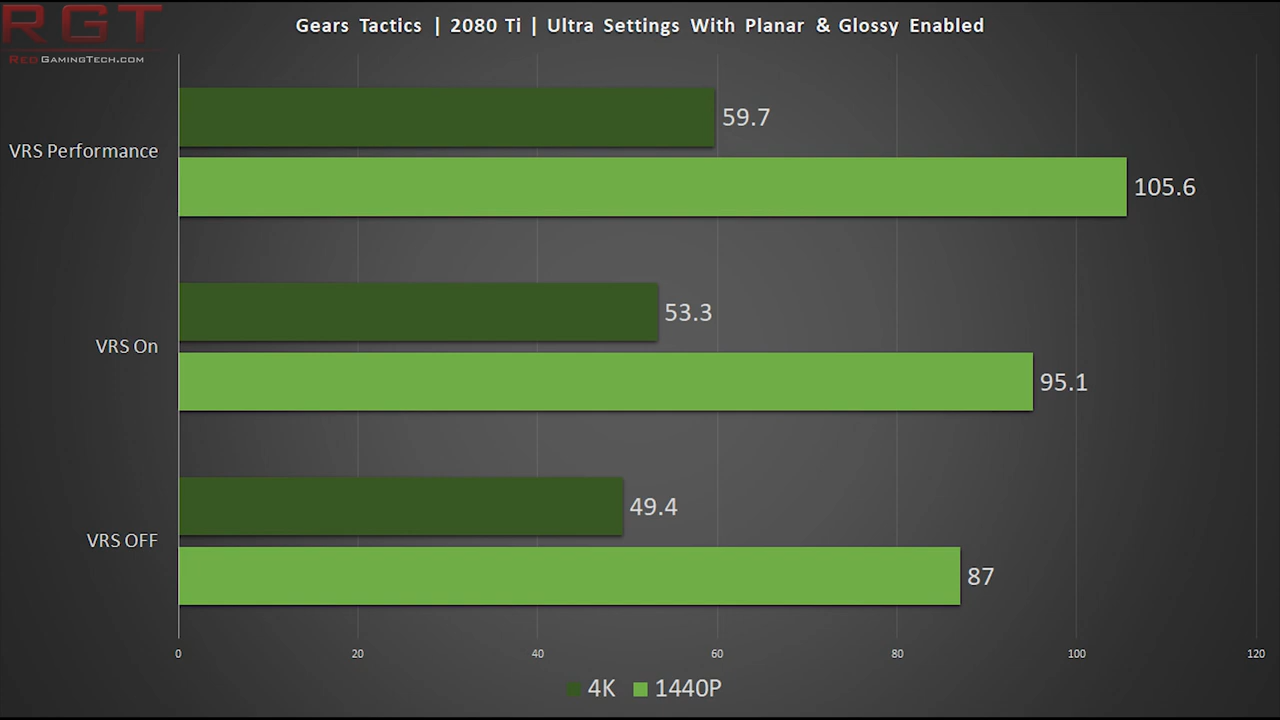 RGT
REDGAMINGTECH.COM
Gears Tactics | 2080 Ti | Ultra Settings With Planar & Glossy Enabled
VRS Performance
59.7
105.6
VRS On
53.3
95.1
VRS OFF
49.4
87
0 20 40 60 80 100 120
4K 1440P